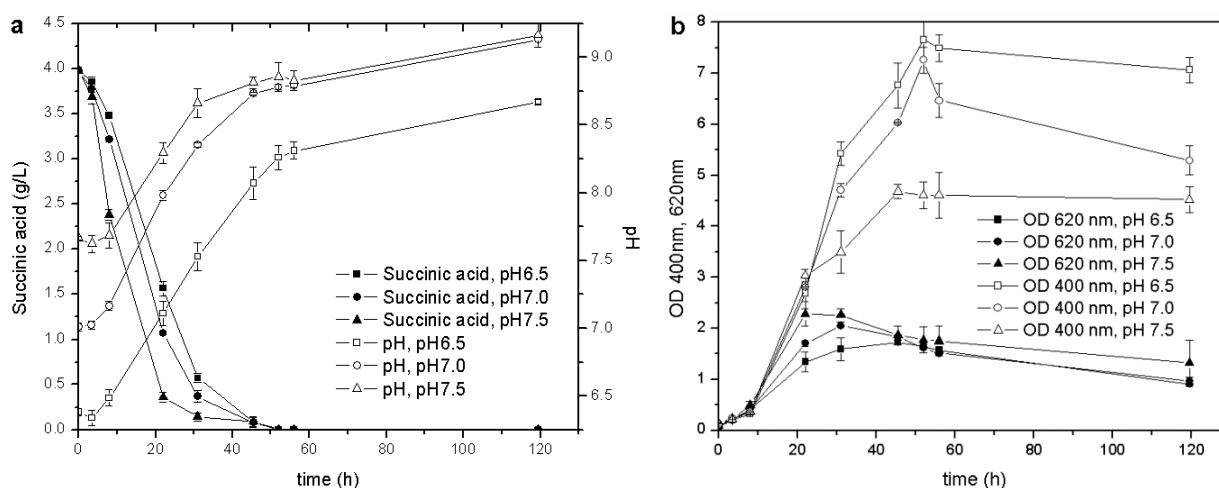 a
4.5
4.0
3.5
3.0
2.5
2.0
1.5
1.0
0.5
0.0
Succinic acid (g/L)
Succinic acid, pH6.5
Succinic acid, pH7.0
Succinic acid, pH7.5
pH, pH6.5
pH, pH7.0
pH, pH7.5
9.0
8.5
8.0
7.5
7.0
6.5
pH
0 20 40 60 80 100 120
time (h)
b
8
7
6
5
4
3
2
1
0
OD 400nm, 620nm
OD 620 nm, pH 6.5
OD 620 nm, pH 7.0
OD 620 nm, pH 7.5
OD 400 nm, pH 6.5
OD 400 nm, pH 7.0
OD 400 nm, pH 7.5
0 20 40 60 80 100 120
time (h)